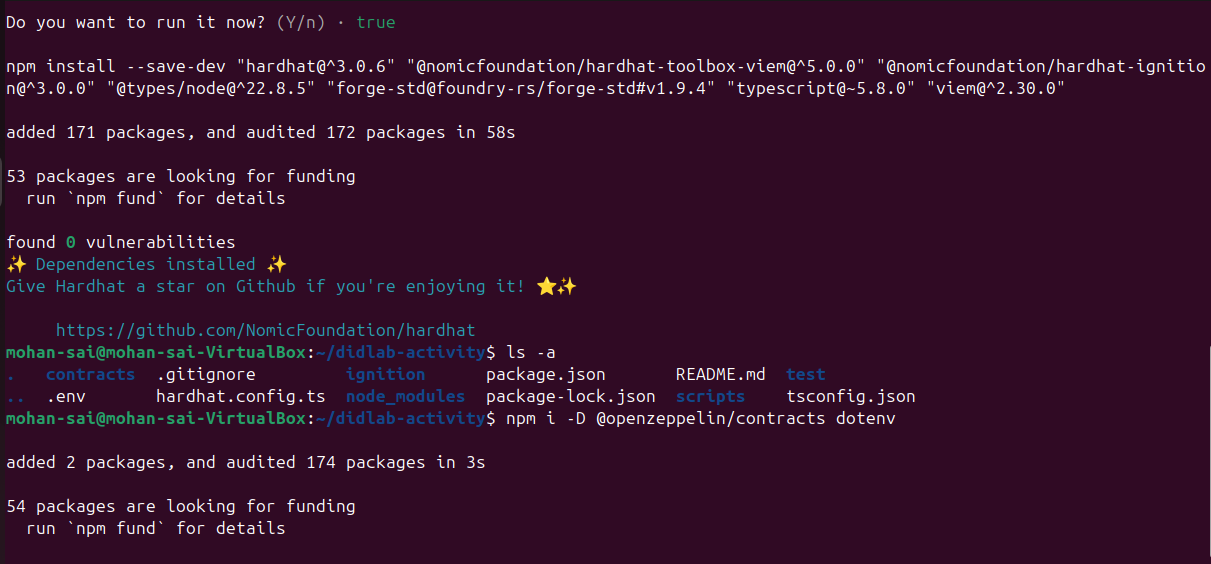 Do you want to run it now? (Y/n) · true
npm install --save-dev "hardhat@^3.0.6" "@nomicfoundation/hardhat-toolbox-viem@^5.0.0" "@nomicfoundation/hardhat-ignitio
n@^3.0.0" "@types/node@^22.8.5" "forge-std@foundry-rs/forge-std#v1.9.4" "typescript@~5.8.0" "viem@^2.30.0"
added 171 packages, and audited 172 packages in 58s
53 packages are looking for funding
  run `npm fund` for details
found 0 vulnerabilities
✨ Dependencies installed ✨
Give Hardhat a star on Github if you're enjoying it! ⭐✨
     https://github.com/NomicFoundation/hardhat
mohan-sai@mohan-sai-VirtualBox:~/didlab-activity$ ls -a
.   contracts  .gitignore         ignition      package.json       README.md  test
..  .env       hardhat.config.ts  node_modules  package-lock.json  scripts    tsconfig.json
mohan-sai@mohan-sai-VirtualBox:~/didlab-activity$ npm i -D @openzeppelin/contracts dotenv
added 2 packages, and audited 174 packages in 3s
54 packages are looking for funding
  run `npm fund` for details